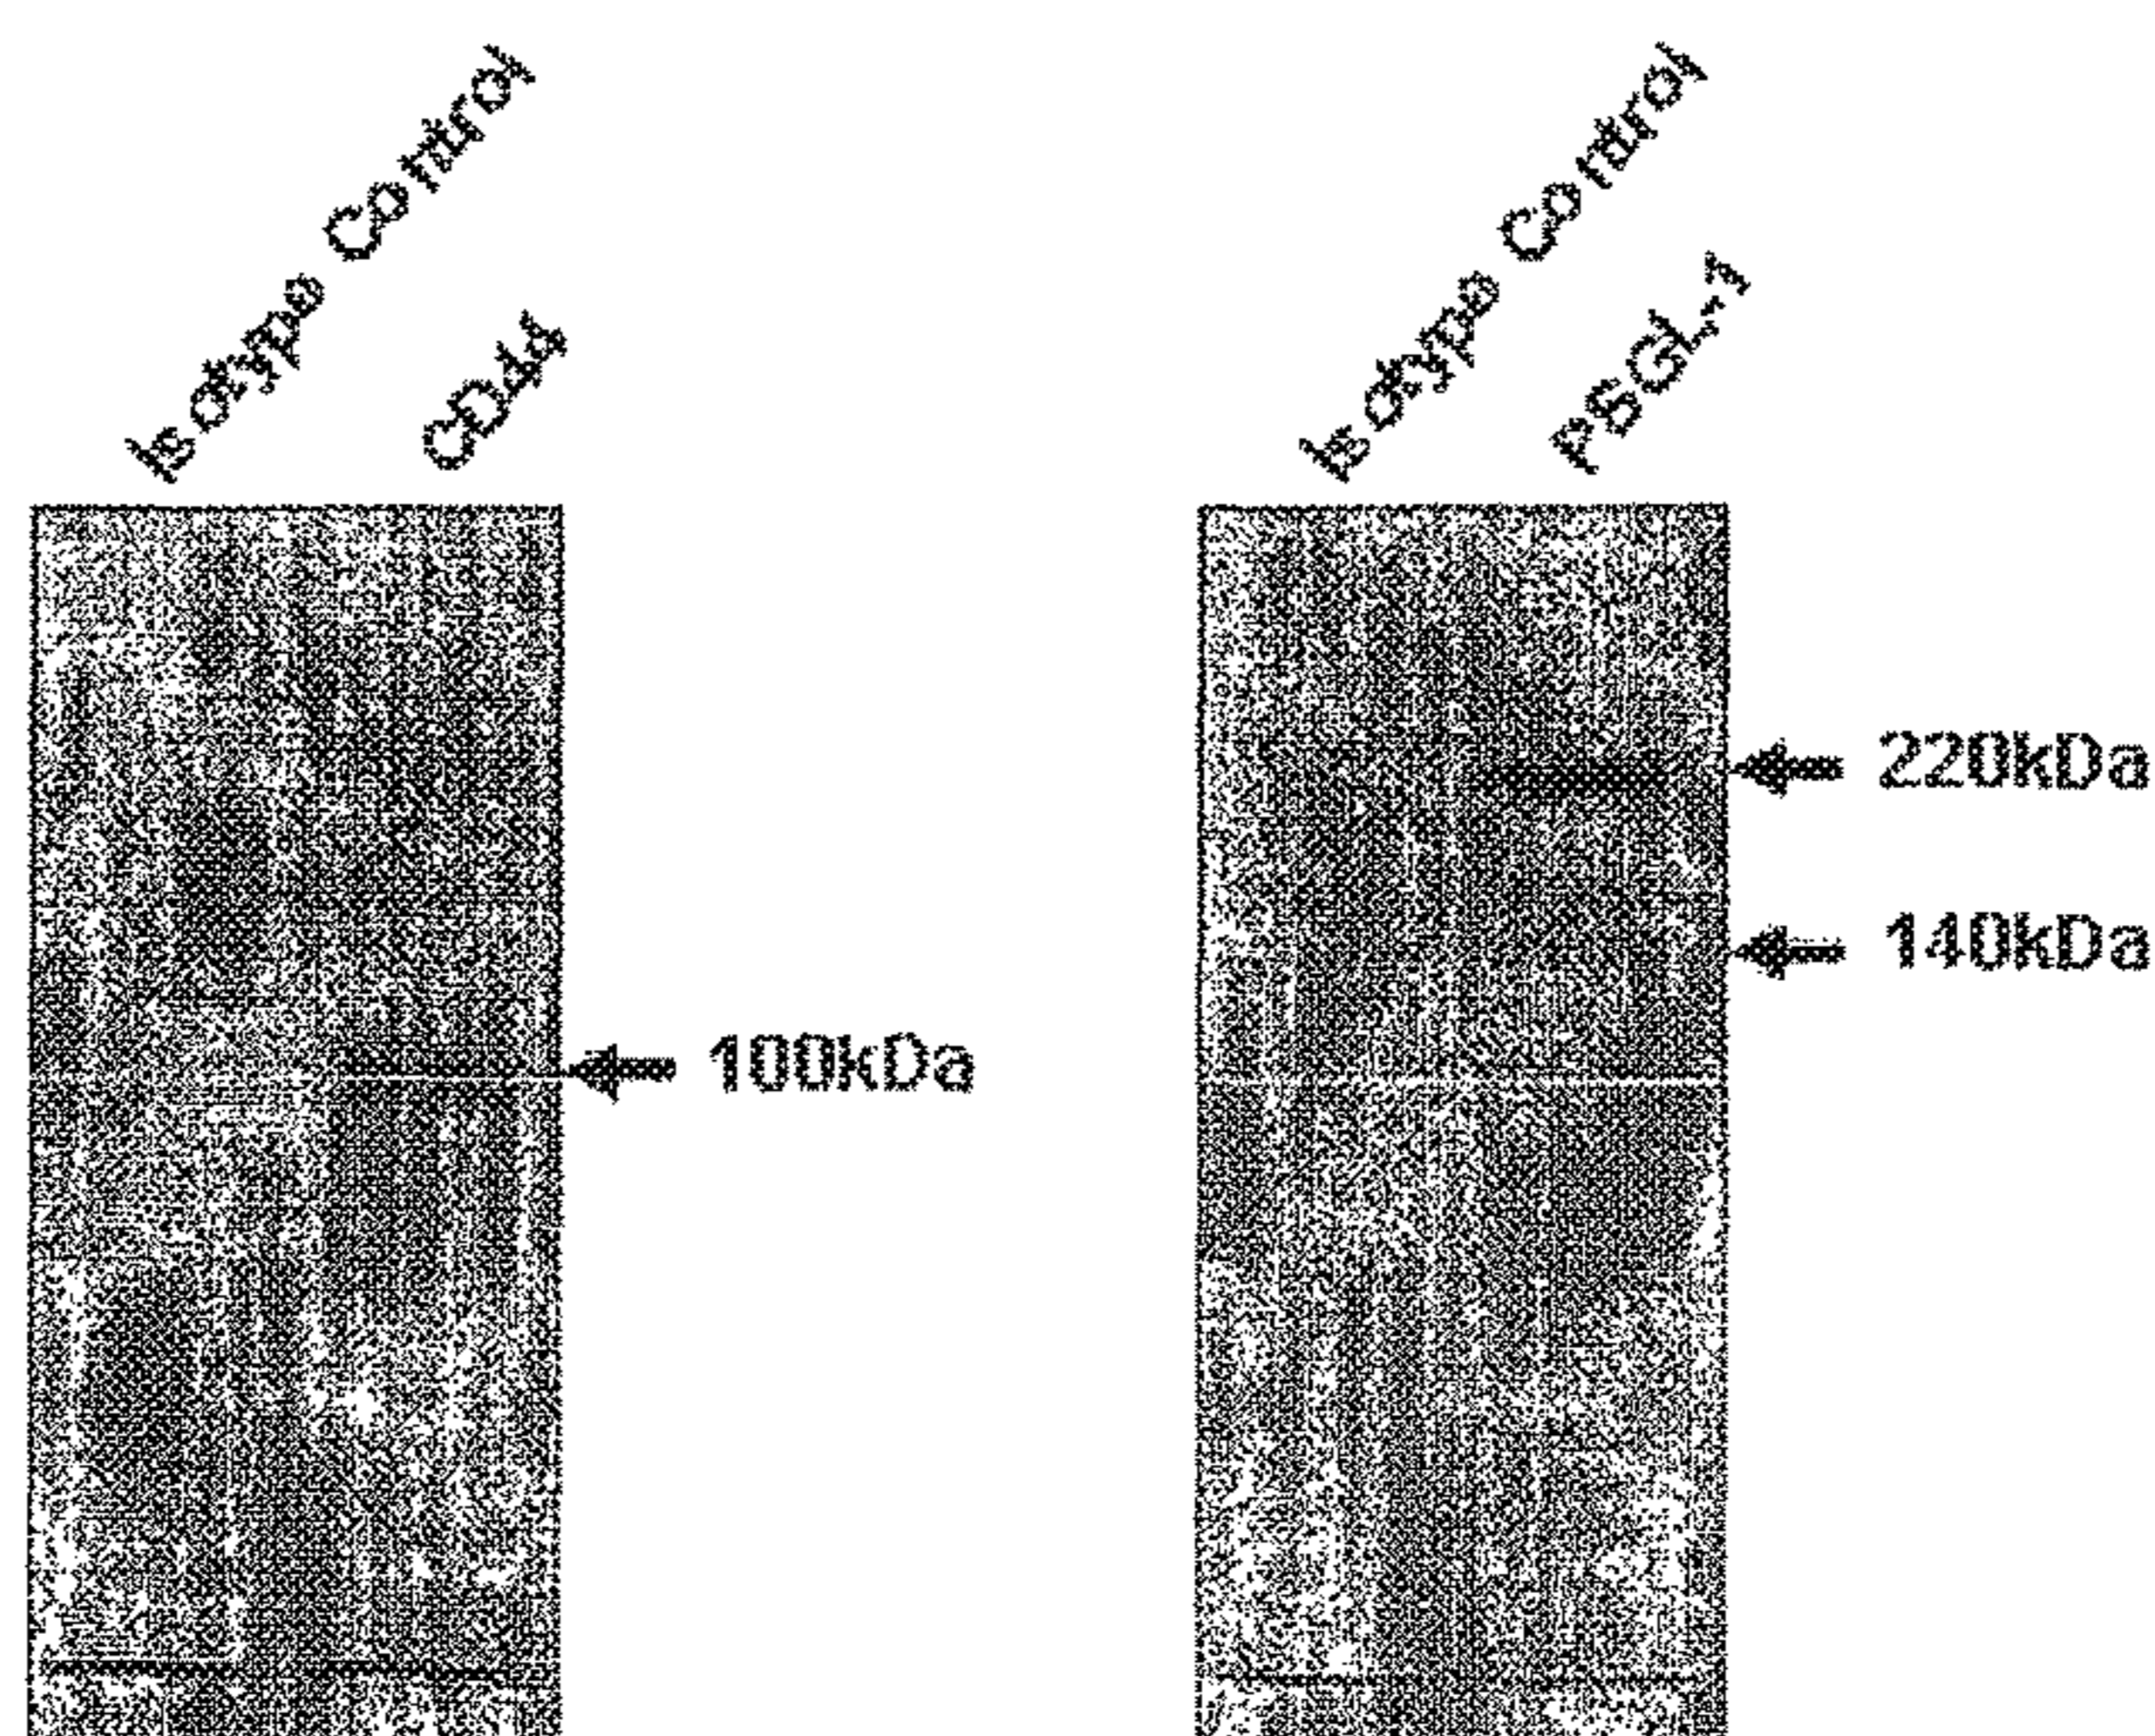 Isotype Control
CD44
Isotype Control
PSGL-1
220kDa
140kDa
100kDa